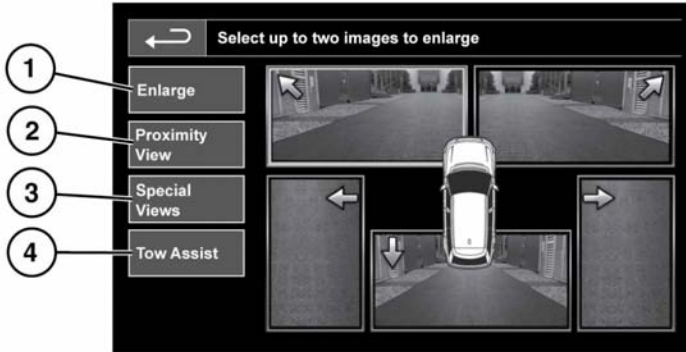 Select up to two images to enlarge
1
Enlarge
2
Proximity
View
3
Special
Views
4
Tow Assist